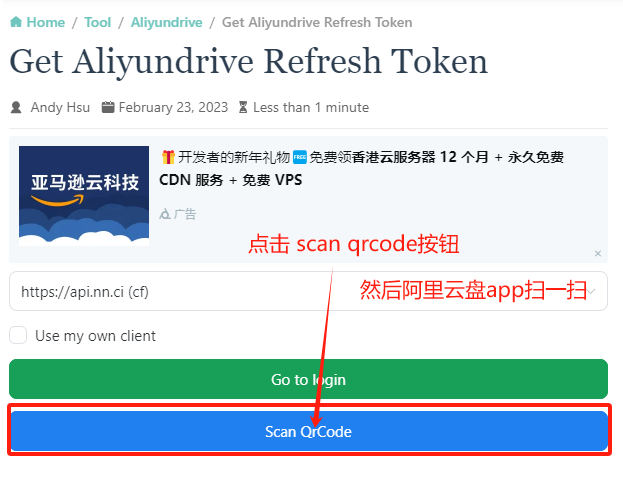 Home / Tool / Aliyundrive / Get Aliyundrive Refresh Token
Get Aliyundrive Refresh Token
Andy Hsu February 23, 2023 Less than 1 minute
亚马逊云科技
开发者的新年礼物 FREE 免费领香港云服务器 12 个月 + 永久免费
CDN 服务 + 免费 VPS
广告
点击 scan qrcode按钮
https://api.nn.ci (cf)
然后阿里云盘app扫一扫
Use my own client
Go to login
Scan QrCode